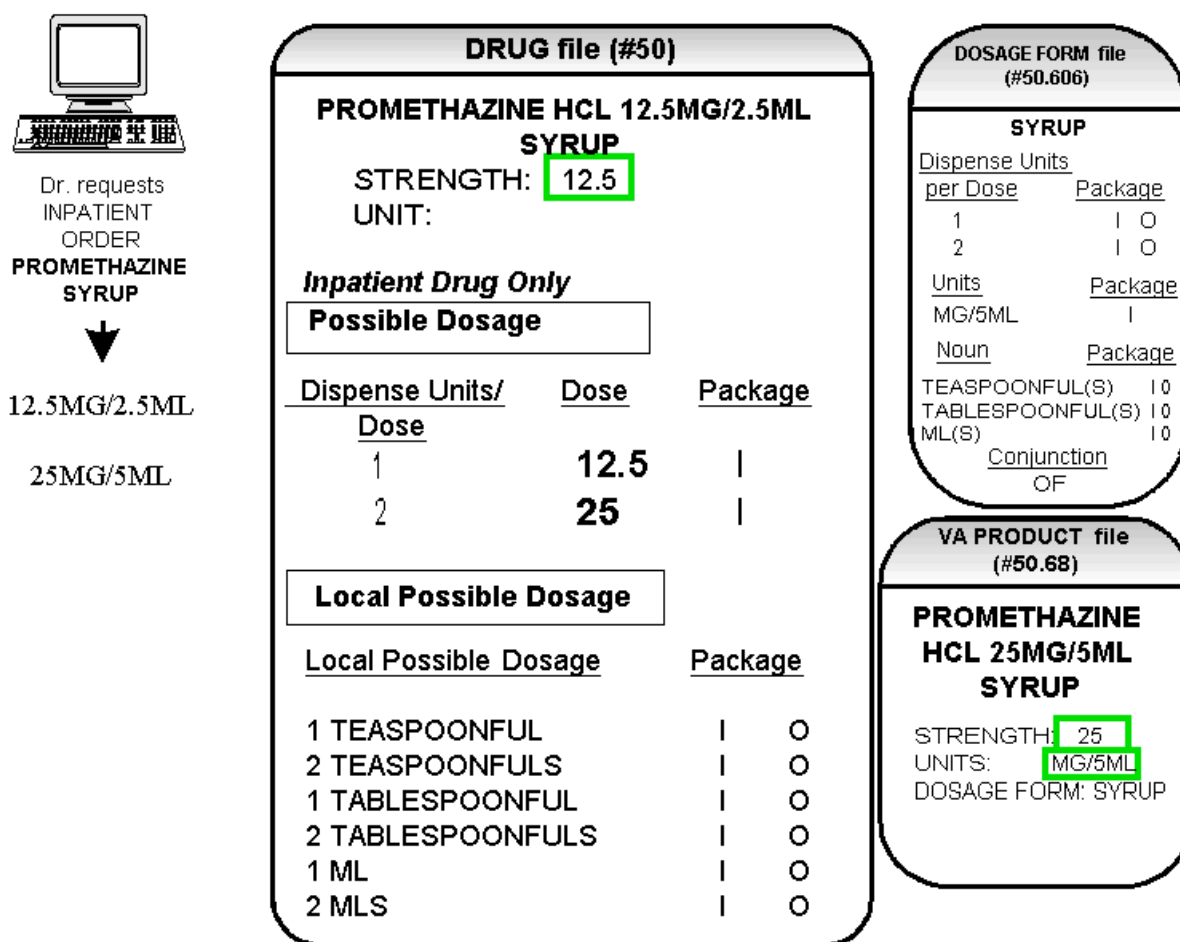 Dr. requests
INPATIENT
ORDER
PROMETHAZINE
SYRUP
12.5MG/2.5ML
25MG/5ML
DRUG file (#50)
PROMETHAZINE HCL 12.5MG/2.5ML
SYRUP
STRENGTH: 12.5
UNIT:
Inpatient Drug Only
Possible Dosage
Dispense Units/ Dose Package
Dose
1 12.5 I
2 25 I
Local Possible Dosage
Local Possible Dosage Package
1 TEASPOONFUL I O
2 TEASPOONFULS I O
1 TABLESPOONFUL I O
2 TABLESPOONFULS I O
1 ML I O
2 MLS I O
DOSAGE FORM file
(#50.606)
SYRUP
Dispense Units
per Dose Package
1 I O
2 I O
Units Package
MG/5ML I
Noun Package
TEASPOONFUL(S) I 0
TABLESPOONFUL(S) I 0
ML(S) I 0
Conjunction
OF
VA PRODUCT file
(#50.68)
PROMETHAZINE
HCL 25MG/5ML
SYRUP
STRENGTH: 25
UNITS: MG/5ML
DOSAGE FORM: SYRUP